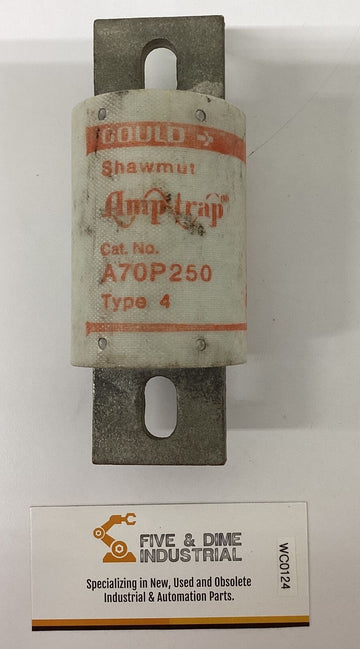 GOULD
Shawmut
Amp-trap®
Cat. No.
A70P250
Type 4
FIVE & DIME
INDUSTRIAL
Specializing in New, Used and Obsolete
Industrial & Automation Parts.
WC0124